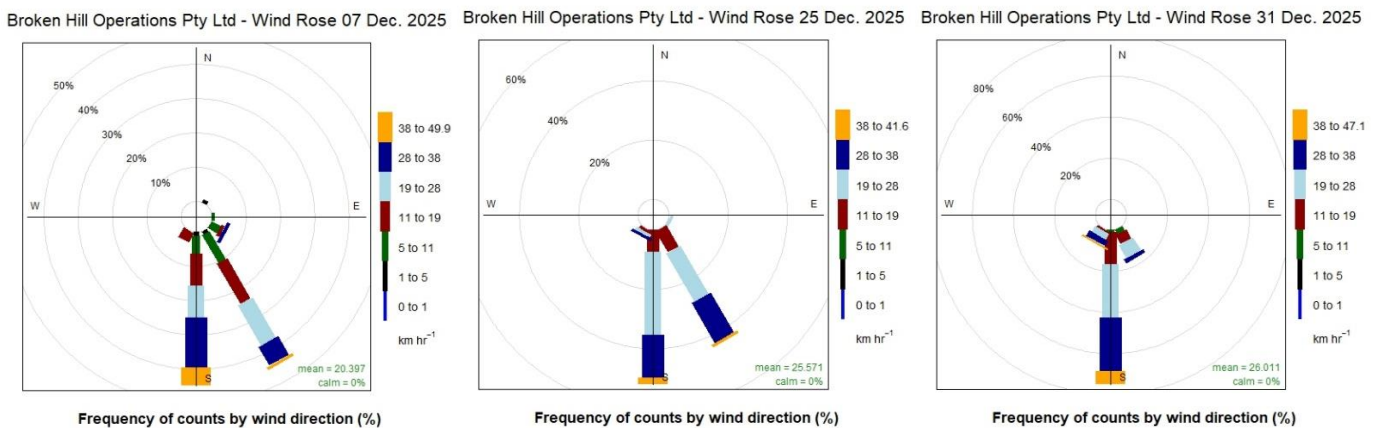 Broken Hill Operations Pty Ltd - Wind Rose 07 Dec. 2025
N
50%
40%
30%
20%
10%
W
E
S
mean = 20.397
calm = 0%
38 to 49.9
28 to 38
19 to 28
11 to 19
5 to 11
1 to 5
0 to 1
km hr⁻¹
Frequency of counts by wind direction (%)
Broken Hill Operations Pty Ltd - Wind Rose 25 Dec. 2025
N
60%
40%
20%
W
E
S
mean = 25.571
calm = 0%
38 to 41.6
28 to 38
19 to 28
11 to 19
5 to 11
1 to 5
0 to 1
km hr⁻¹
Frequency of counts by wind direction (%)
Broken Hill Operations Pty Ltd - Wind Rose 31 Dec. 2025
N
80%
60%
40%
20%
W
E
S
mean = 26.011
calm = 0%
38 to 47.1
28 to 38
19 to 28
11 to 19
5 to 11
1 to 5
0 to 1
km hr⁻¹
Frequency of counts by wind direction (%)